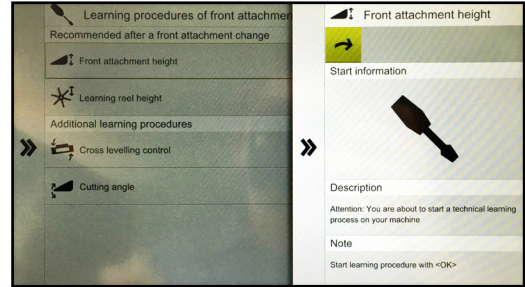 Learning procedures of front attachmen
Recommended after a front attachment change
Front attachment height
Learning reel height
Additional learning procedures
Cross levelling control
Cutting angle
Front attachment height
Start information
Description
Attention: You are about to start a technical learning
process on your machine
Note
Start learning procedure with <OK>